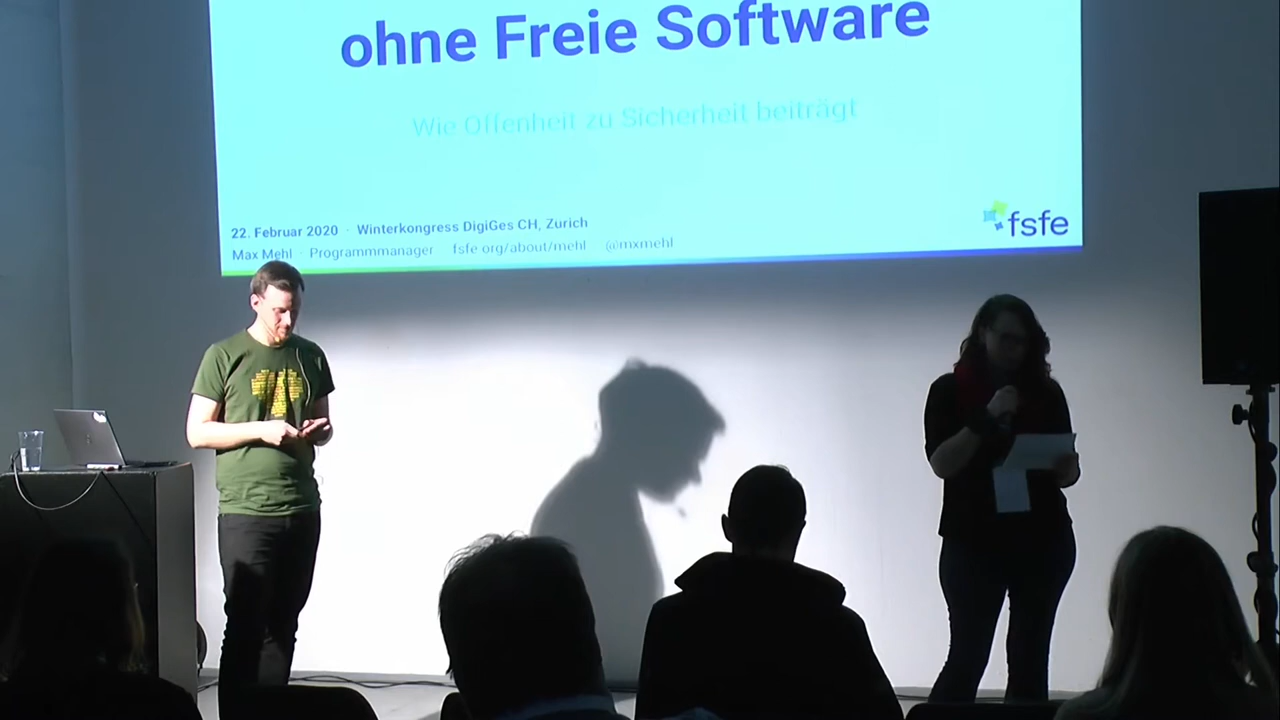 ohne Freie Software
Wie Offenheit zu Sicherheit beiträgt
22. Februar 2020 · Winterkongress DigiGes CH, Zurich
Max Mehl · Programmmanager fsfe.org/about/mehl @mxmehl
fsfe